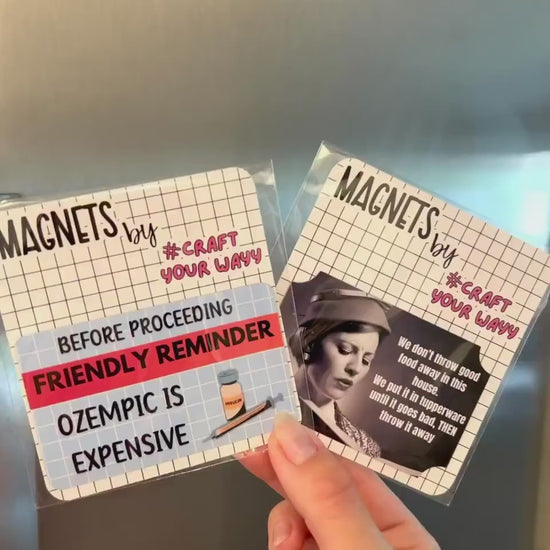 MAGNETS by
#CRAFT
YOUR WAYY
BEFORE PROCEEDING
FRIENDLY REMINDER
OZEMPIC IS
EXPENSIVE
INSULIN
MAGNETS by
#CRAFT
YOUR WAYY
We don't throw good
food away in this
house.
We put it in tupperware
until it goes bad, THEN
throw it away